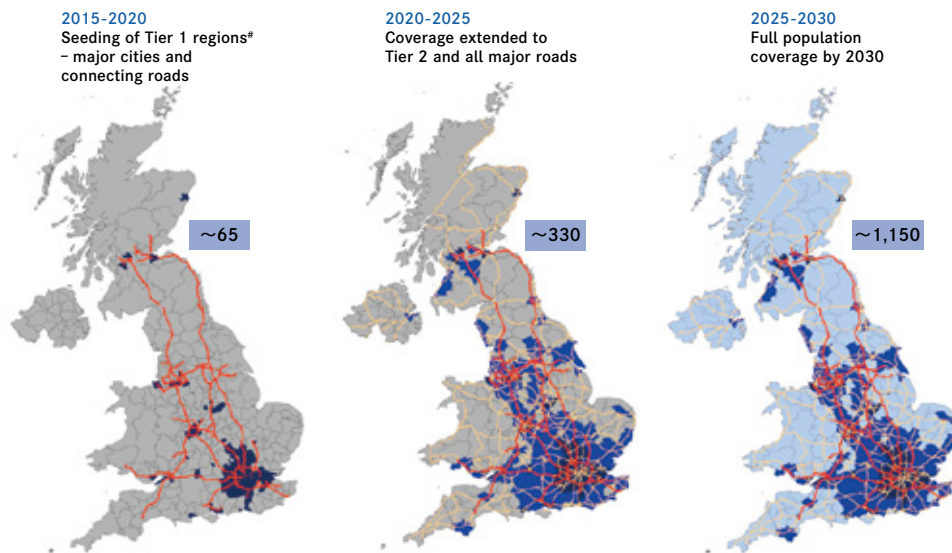 2015-2020
Seeding of Tier 1 regions#
– major cities and
connecting roads
~65
2020-2025
Coverage extended to
Tier 2 and all major roads
~330
2025-2030
Full population
coverage by 2030
~1,150